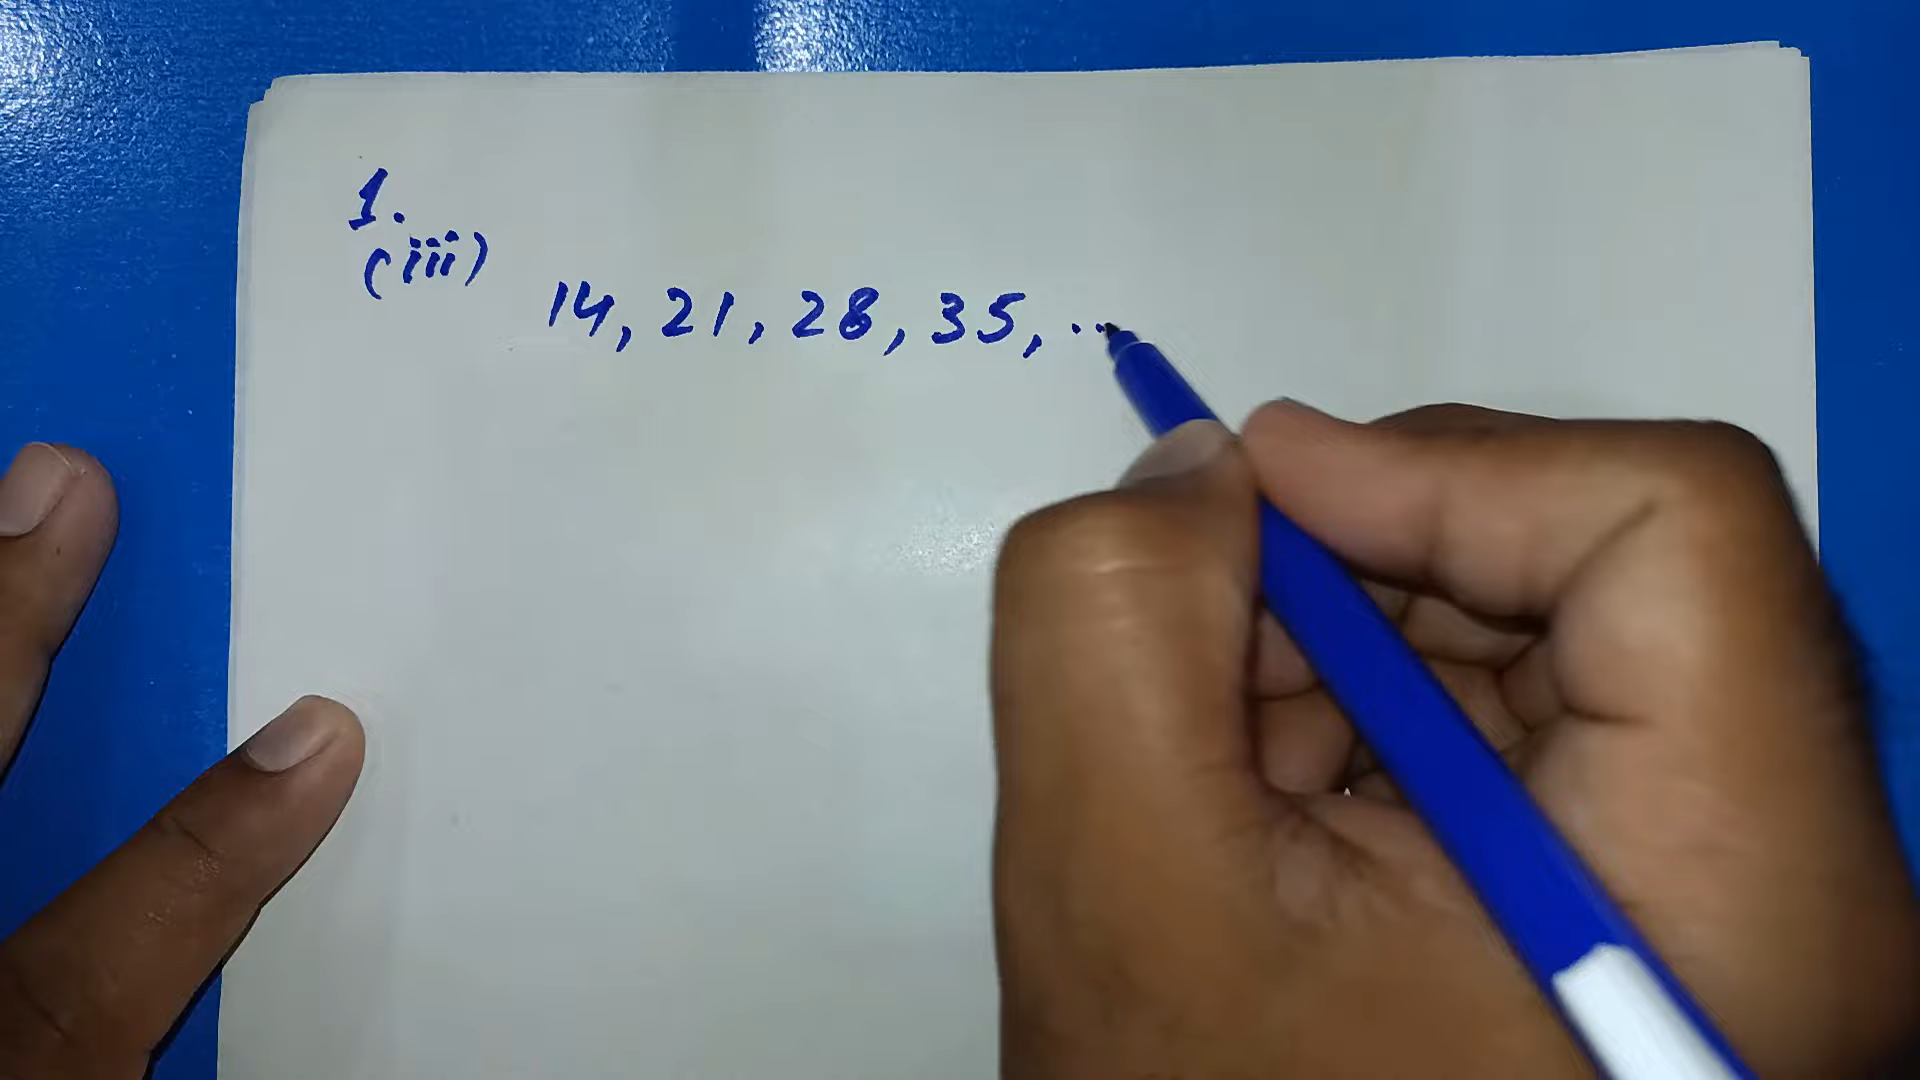 1.
(iii)
14, 21, 28, 35, ...